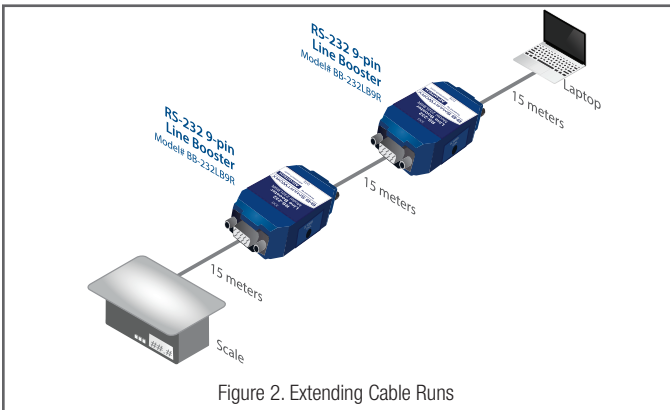 RS-232 9-pin
Line Booster
Model# BB-232LB9R
Laptop
15 meters
RS-232 9-pin
Line Booster
Model# BB-232LB9R
15 meters
15 meters
##.#
Scale
Figure 2. Extending Cable Runs